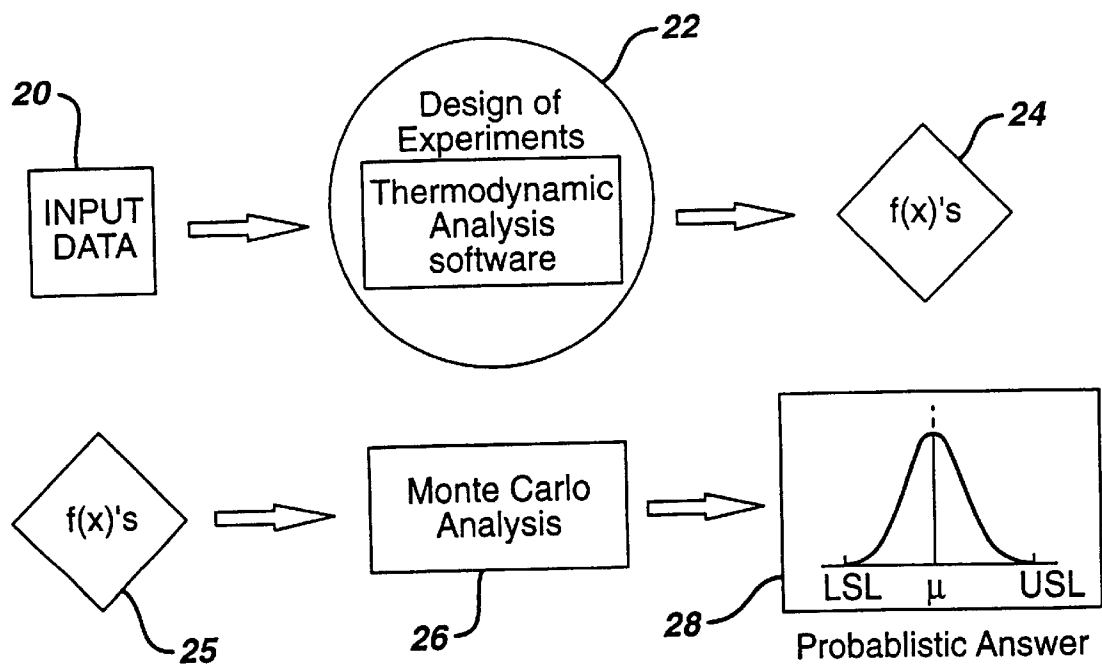 20
22
24
INPUT
DATA
Design of
Experiments
Thermodynamic
Analysis
software
f(x)'s
f(x)'s
25
Monte Carlo
Analysis
26
LSL μ USL
28
Probablistic Answer